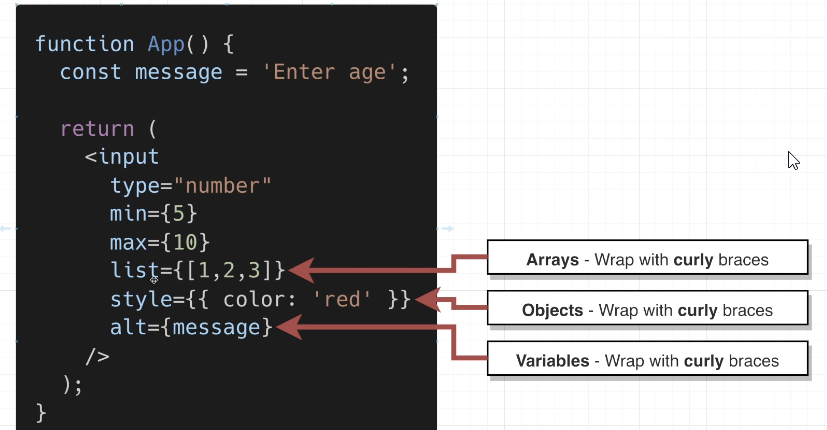 function App() {
  const message = 'Enter age';

  return (
    <input
      type="number"
      min={5}
      max={10}
      list={[1,2,3]}
      style={{ color: 'red' }}
      alt={message}
    />
  );
}
Arrays - Wrap with curly braces
Objects - Wrap with curly braces
Variables - Wrap with curly braces